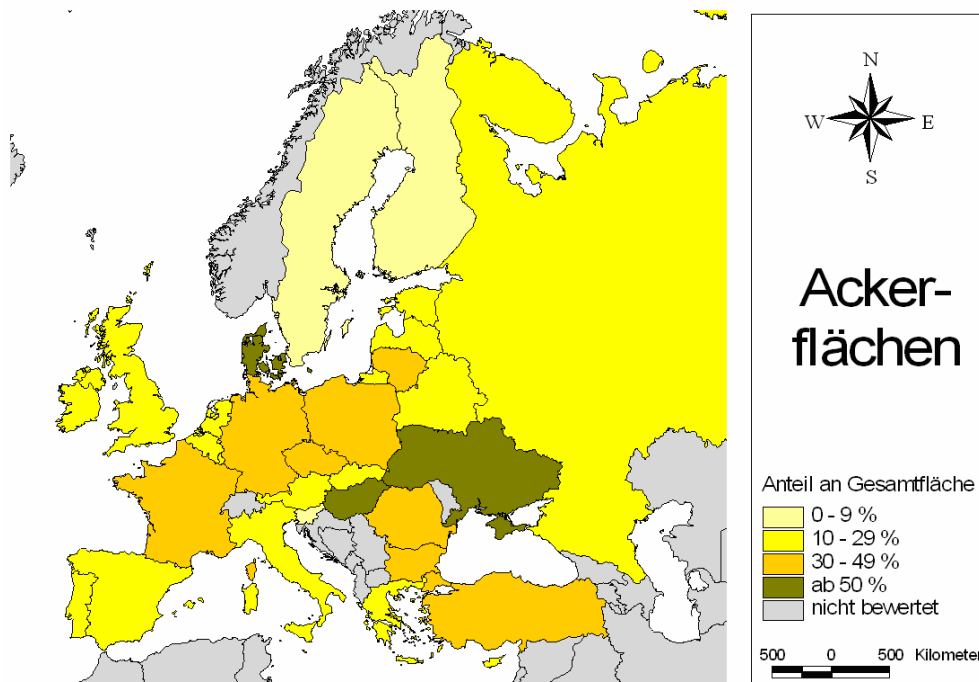 N
W E
S
Acker-
flächen
Anteil an Gesamtfläche
0 - 9 %
10 - 29 %
30 - 49 %
ab 50 %
nicht bewertet
500 0 500 Kilometer